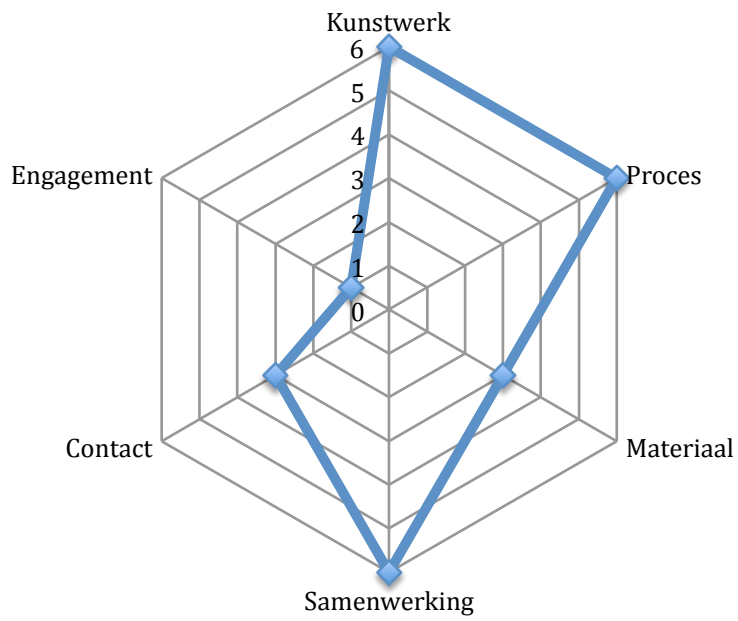 Kunstwerk
6
5
4
3
2
1
0
Proces
Materiaal
Samenwerking
Contact
Engagement